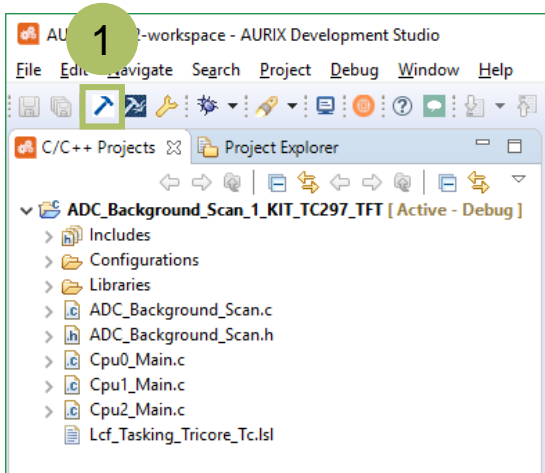 1
AU 2-workspace - AURIX Development Studio
File Edit Navigate Search Project Debug Window Help
C/C++ Projects Project Explorer
ADC_Background_Scan_1_KIT_TC297_TFT [ Active - Debug ]
Includes
Configurations
Libraries
ADC_Background_Scan.c
ADC_Background_Scan.h
Cpu0_Main.c
Cpu1_Main.c
Cpu2_Main.c
Lcf_Tasking_Tricore_Tc.lsl